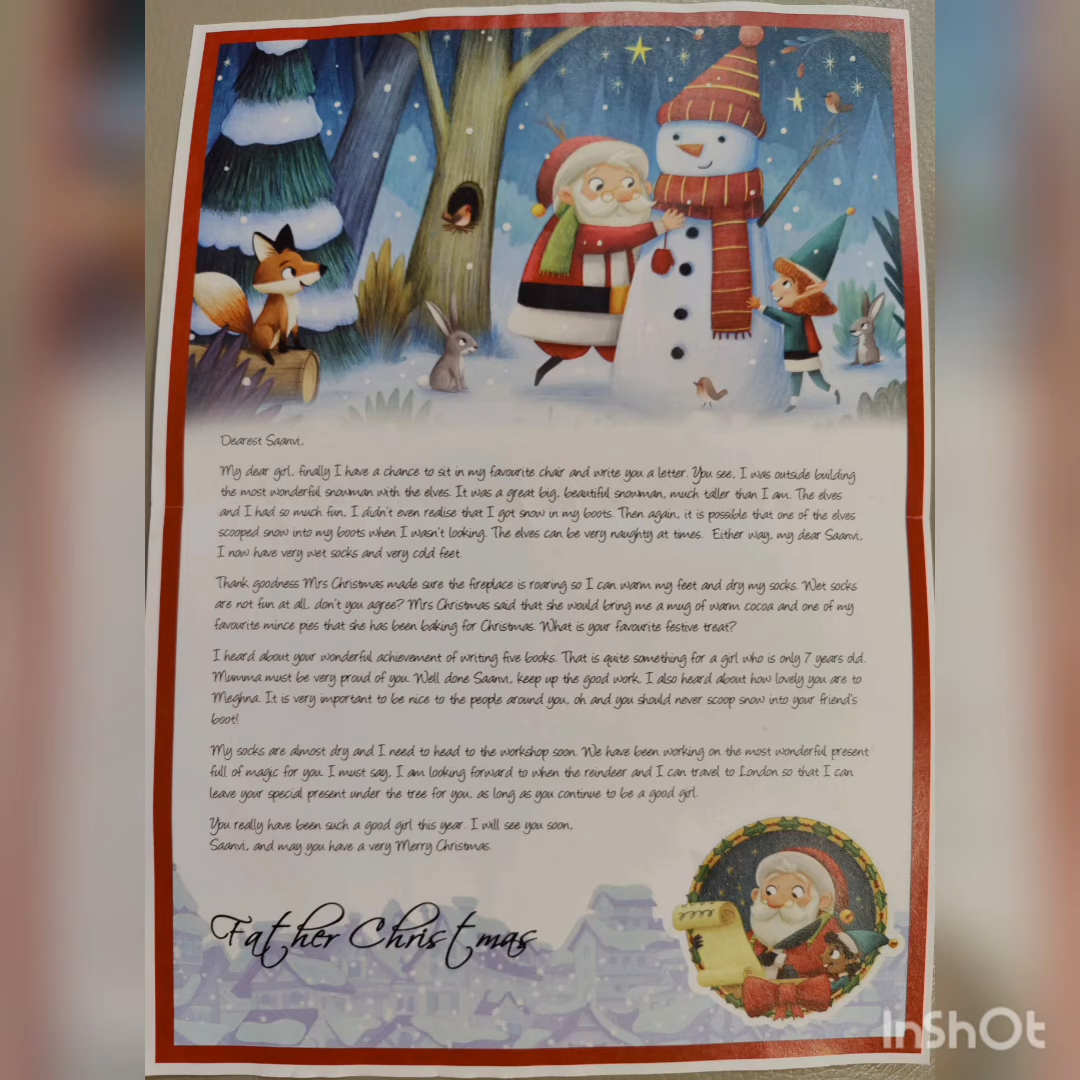 Dearest Saanvi,
My dear girl, finally I have a chance to sit in my favourite chair and write you a letter. You see, I was outside building
the most wonderful snowman with the elves. It was a great big, beautiful snowman, much taller than I am. The elves
and I had so much fun, I didn't even realise that I got snow in my boots. Then again, it is possible that one of the elves
scooped snow into my boots when I wasn't looking. The elves can be very naughty at times. Either way, my dear Saanvi,
I now have very wet socks and very cold feet.
Thank goodness Mrs Christmas made sure the fireplace is roaring so I can warm my feet and dry my socks. Wet socks
are not fun at all, don't you agree? Mrs Christmas said that she would bring me a mug of warm cocoa and one of my
favourite mince pies that she has been baking for Christmas. What is your favourite festive treat?
I heard about your wonderful achievement of writing five books. That is quite something for a girl who is only 7 years old.
Mumma must be very proud of you. Well done Saanvi, keep up the good work. I also heard about how lovely you are to
Meghna. It is very important to be nice to the people around you, oh and you should never scoop snow into your friend's
boot!
My socks are almost dry and I need to head to the workshop soon. We have been working on the most wonderful present
full of magic for you. I must say, I am looking forward to when the reindeer and I can travel to London so that I can
leave your special present under the tree for you, as long as you continue to be a good girl.
You really have been such a good girl this year. I will see you soon,
Saanvi, and may you have a very Merry Christmas.
Father Christmas
InShOt